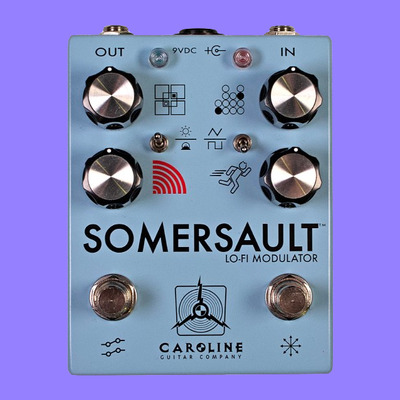 OUT 9VDC IN
SOMERSAULT™
LO-FI MODULATOR
CAROLINE
GUITAR COMPANY